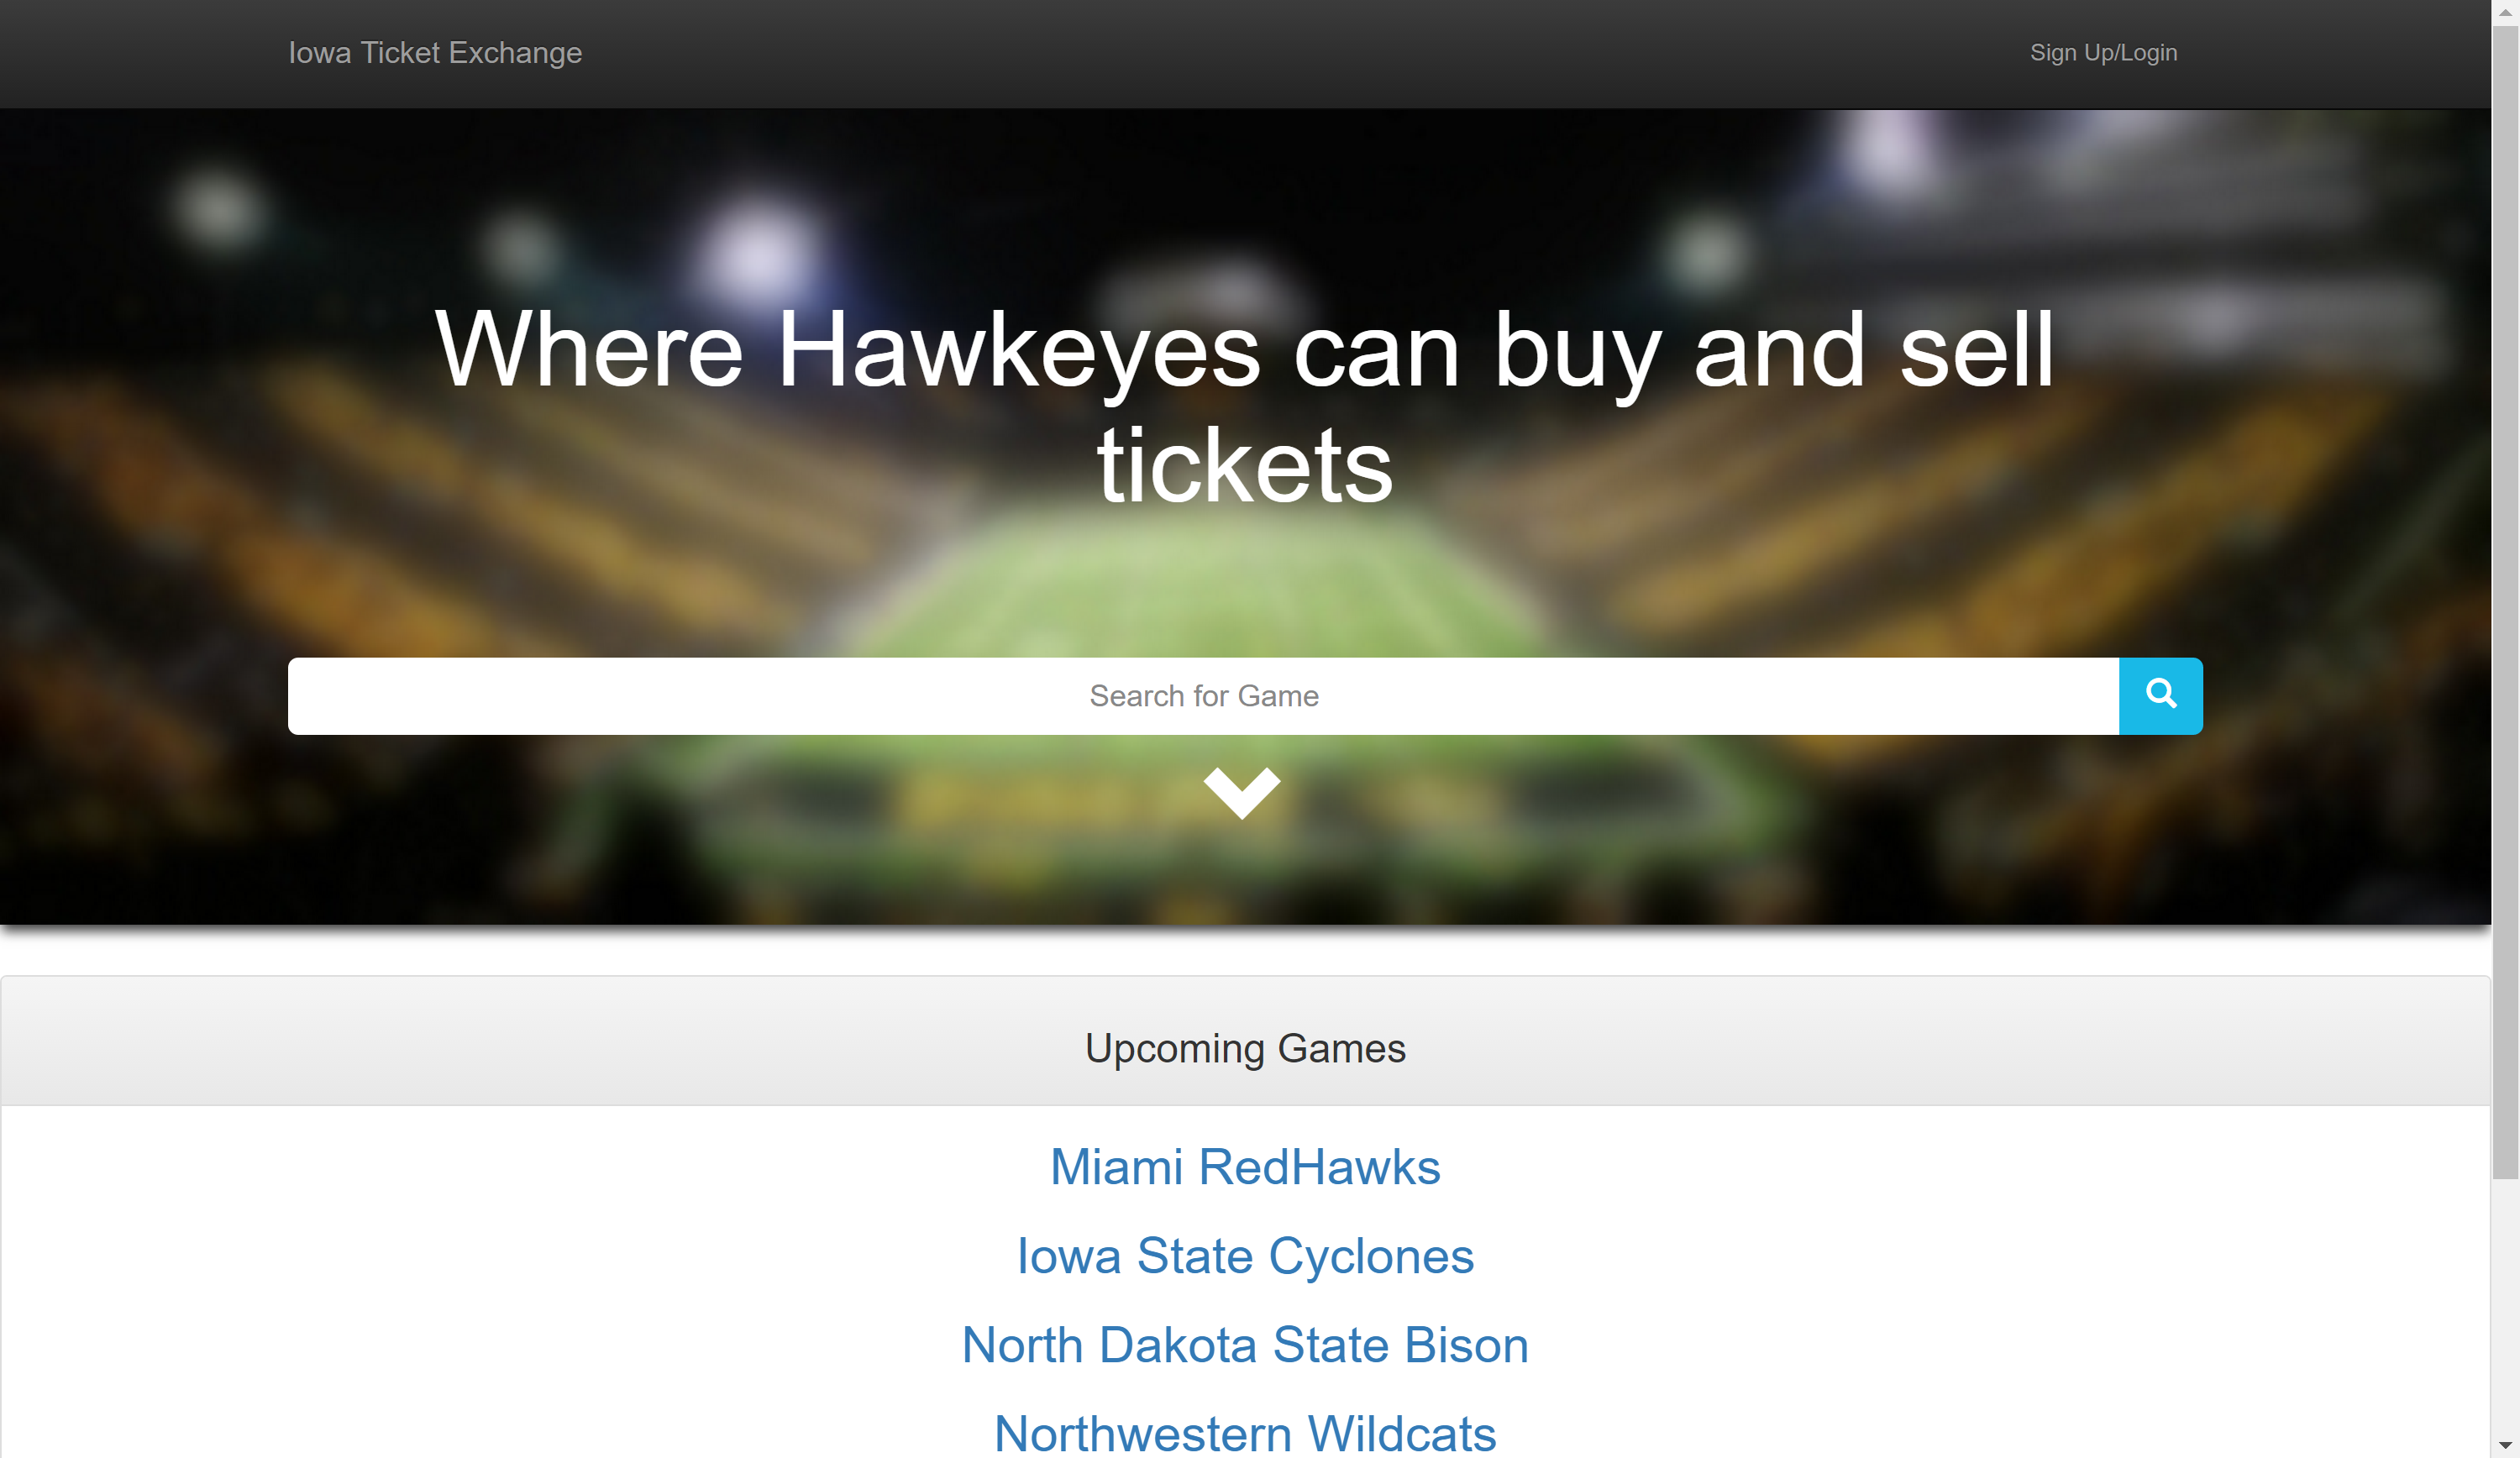 Iowa Ticket Exchange
Sign Up/Login
Where Hawkeyes can buy and sell
tickets
Search for Game
Upcoming Games
Miami RedHawks
Iowa State Cyclones
North Dakota State Bison
Northwestern Wildcats